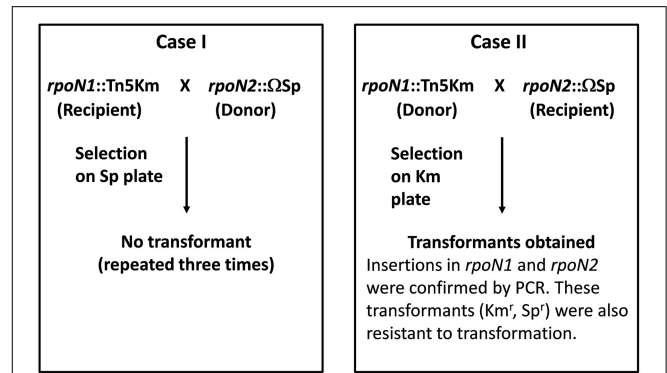 Case I
rpoN1::Tn5Km X rpoN2::ΩSp
(Recipient) (Donor)
Selection
on Sp plate
No transformant
(repeated three times)
Case II
rpoN1::Tn5Km X rpoN2::ΩSp
(Donor) (Recipient)
Selection
on Km
plate
Transformants obtained
Insertions in rpoN1 and rpoN2
were confirmed by PCR. These
transformants (Kmʳ, Spʳ) were also
resistant to transformation.